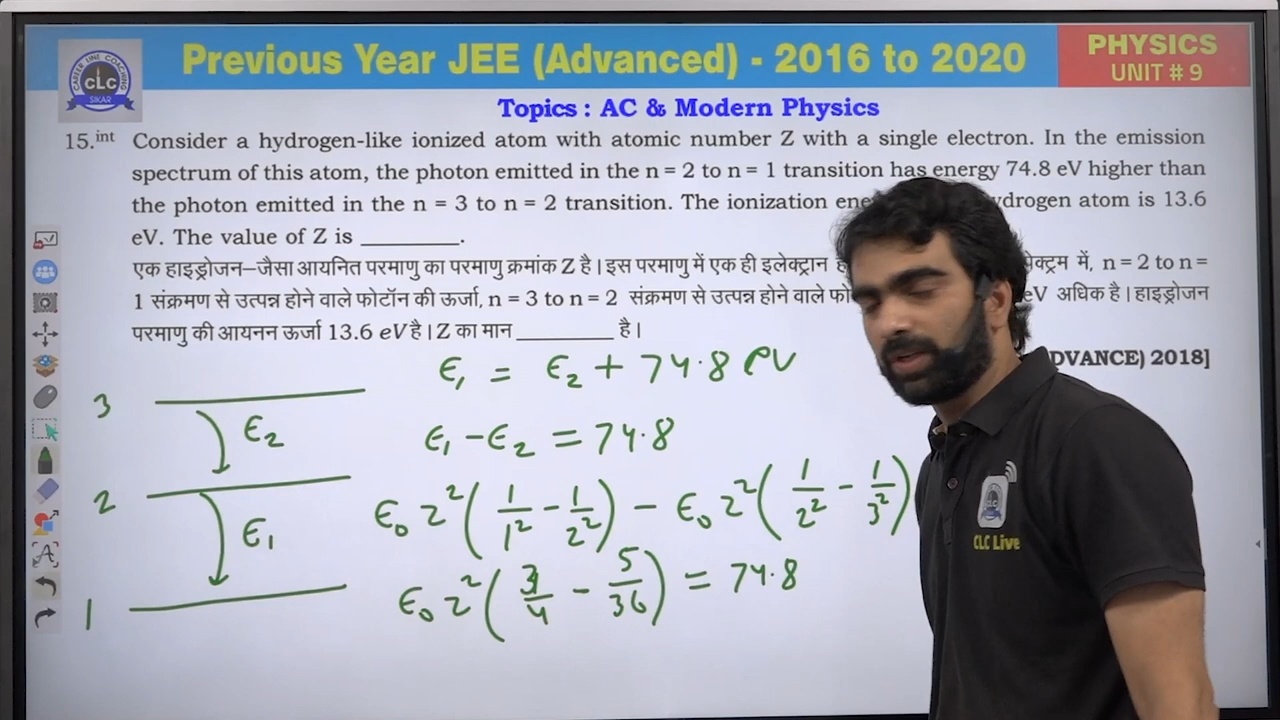 Previous Year JEE (Advanced) - 2016 to 2020
PHYSICS
UNIT # 9
CAREER LINE COACHING
CLC
SIKAR
Topics : AC & Modern Physics
15.int Consider a hydrogen-like ionized atom with atomic number Z with a single electron. In the emission
spectrum of this atom, the photon emitted in the n = 2 to n = 1 transition has energy 74.8 eV higher than
the photon emitted in the n = 3 to n = 2 transition. The ionization ydrogen atom is 13.6
eV. The value of Z is ________.
एक हाइड्रोजन–जैसा आयनित परमाणु का परमाणु क्रमांक Z है। इस परमाणु में एक ही इलेक्ट्रान में, n = 2 to n =
1 संक्रमण से उत्पन्न होने वाले फोटॉन की ऊर्जा, n = 3 to n = 2 संक्रमण से उत्पन्न होने वाले eV अधिक है। हाइड्रोजन
परमाणु की आयनन ऊर्जा 13.6 eV है। Z का मान ________ है।
DVANCE) 2018]
ϵ₁ = ϵ₂ + 74.8 eV
3
ϵ₂
ϵ₁ - ϵ₂ = 74.8
2
ϵ₀ z² (1/1² - 1/2²) - ϵ₀ z² (1/2² - 1/3²)
ϵ₁
ϵ₀ z² (3/4 - 5/36) = 74.8
1
CLC Live